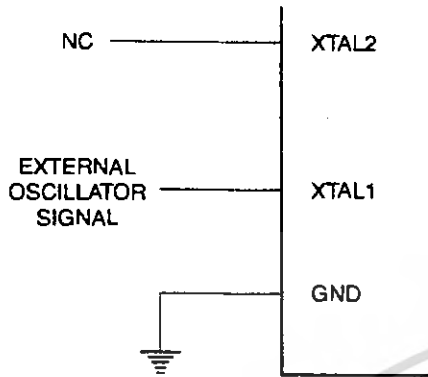 NC
XTAL2
EXTERNAL
OSCILLATOR
SIGNAL
XTAL1
GND